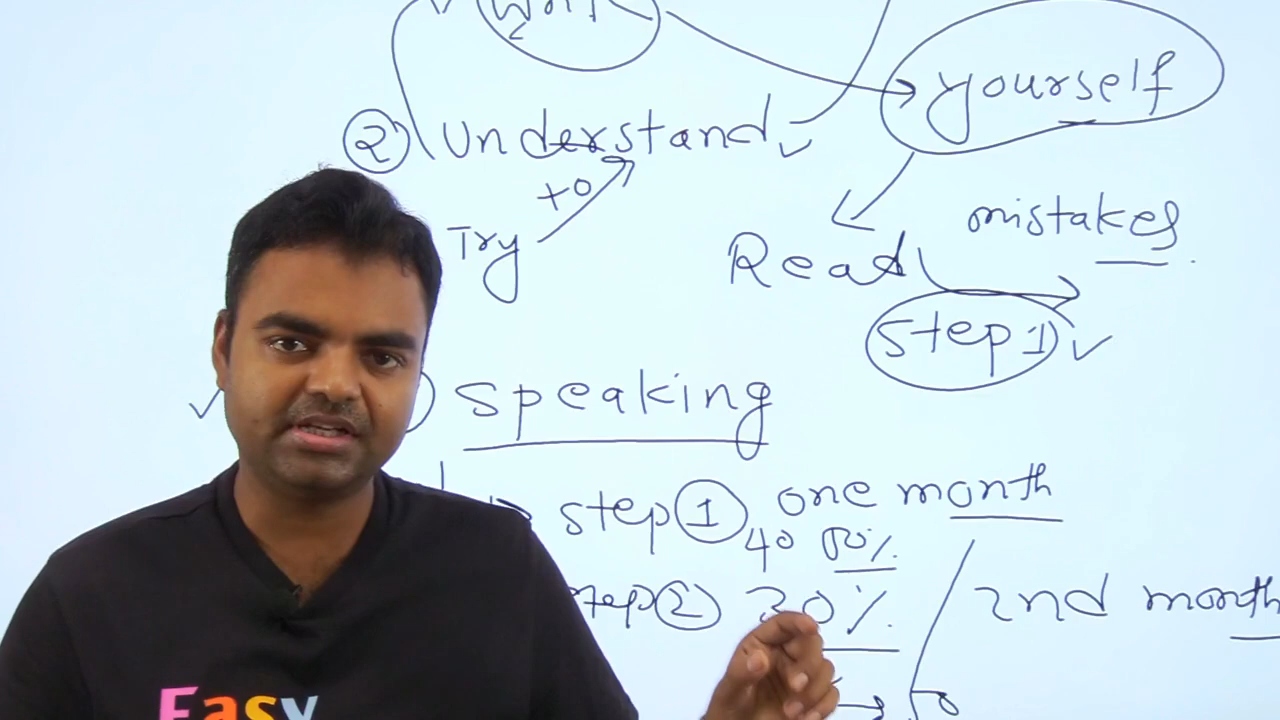 yourself
② Understand
to
mistakes
Try
Read
Step 1
Speaking
step ① one month
40 50%
step ② 30% 2nd month
Easy